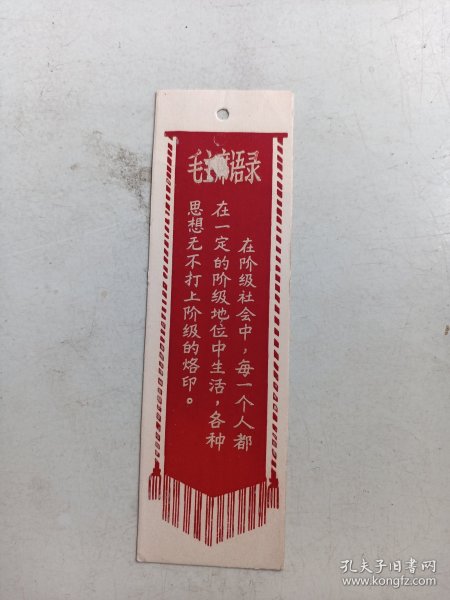 毛主席语录
在阶级社会中，每一个人都
在一定的阶级地位中生活，各种
思想无不打上阶级的烙印。
孔夫子旧书网
www.kongfz.com